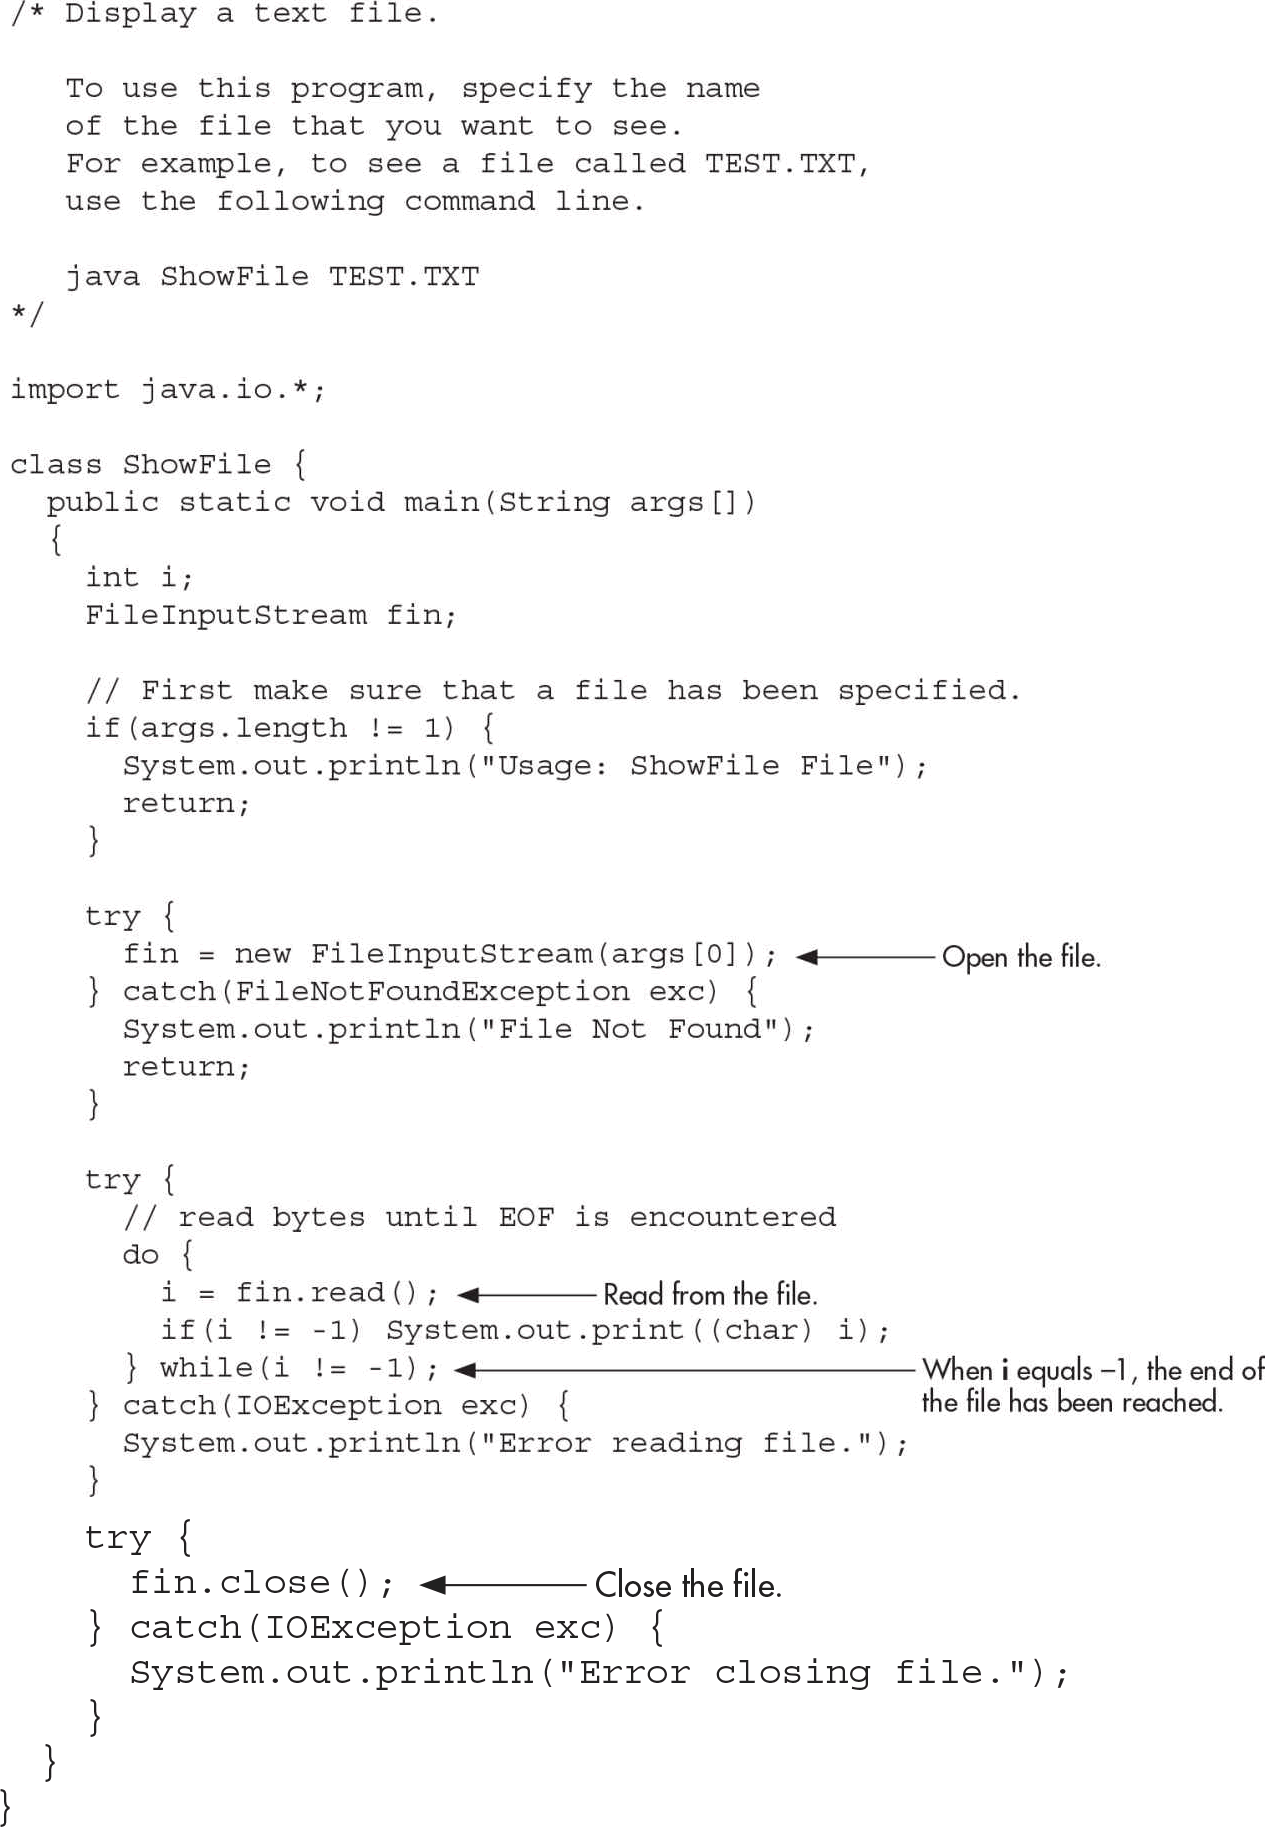 /* Display a text file.

   To use this program, specify the name
   of the file that you want to see.
   For example, to see a file called TEST.TXT,
   use the following command line.

   java ShowFile TEST.TXT
*/

import java.io.*;

class ShowFile {
  public static void main(String args[])
  {
    int i;
    FileInputStream fin;

    // First make sure that a file has been specified.
    if(args.length != 1) {
      System.out.println("Usage: ShowFile File");
      return;
    }

    try {
      fin = new FileInputStream(args[0]); Open the file.
    } catch(FileNotFoundException exc) {
      System.out.println("File Not Found");
      return;
    }

    try {
      // read bytes until EOF is encountered
      do {
        i = fin.read(); Read from the file.
        if(i != -1) System.out.print((char) i);
      } while(i != -1); When i equals –1, the end of
the file has been reached.
    } catch(IOException exc) {
      System.out.println("Error reading file.");
    }

    try {
      fin.close(); Close the file.
    } catch(IOException exc) {
      System.out.println("Error closing file.");
    }
  }
}